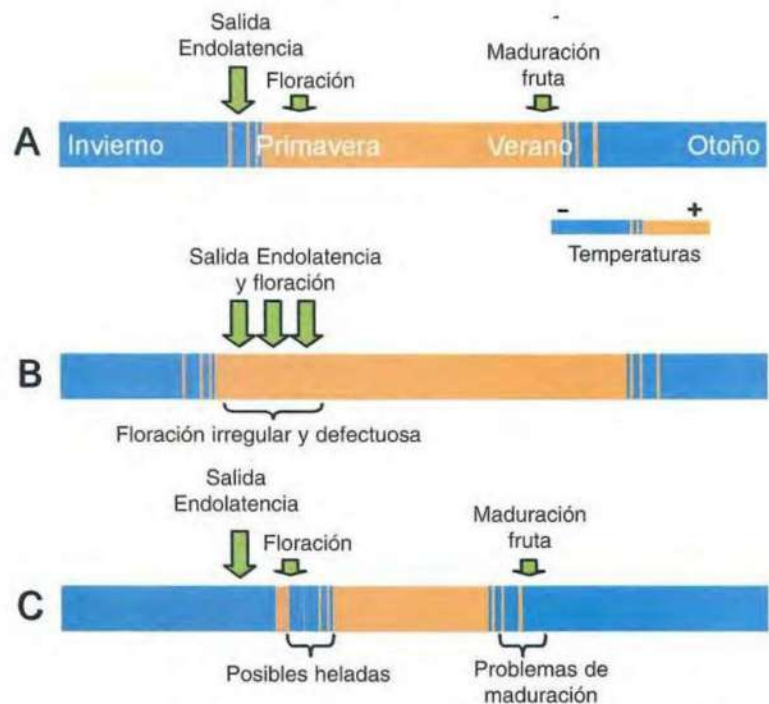 Salida
Endolatencia
Floración
Maduración
fruta
A
Invierno
Primavera
Verano
Otoño
- +
Temperaturas
Salida Endolatencia
y floración
B
Floración irregular y defectuosa
Salida
Endolatencia
Floración
Maduración
fruta
C
Posibles heladas
Problemas de
maduración